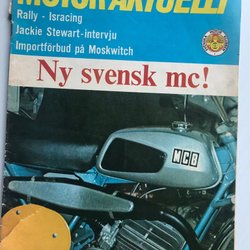 MOTOR AKTUELLT
Rally - Isracing
Jackie Stewart-intervju
Importförbud på Moskwitch
Ny svensk mc!
MCB